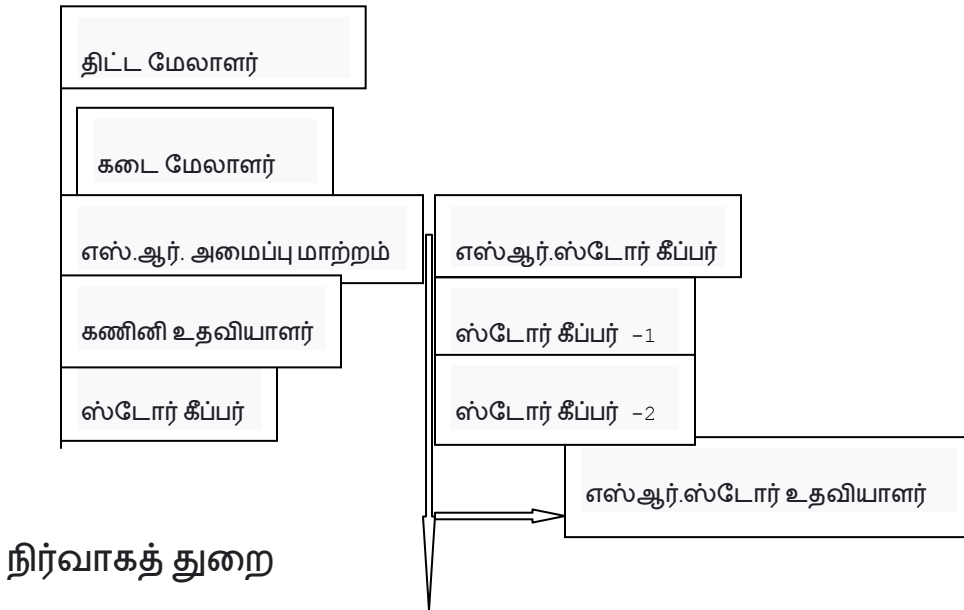 திட்ட மேலாளர்
கடை மேலாளர்
எஸ்.ஆர். அமைப்பு மாற்றம்
கணினி உதவியாளர்
ஸ்டோர் கீப்பர்
எஸ்ஆர்.ஸ்டோர் கீப்பர்
ஸ்டோர் கீப்பர் -1
ஸ்டோர் கீப்பர் -2
எஸ்ஆர்.ஸ்டோர் உதவியாளர்
நிர்வாகத் துறை